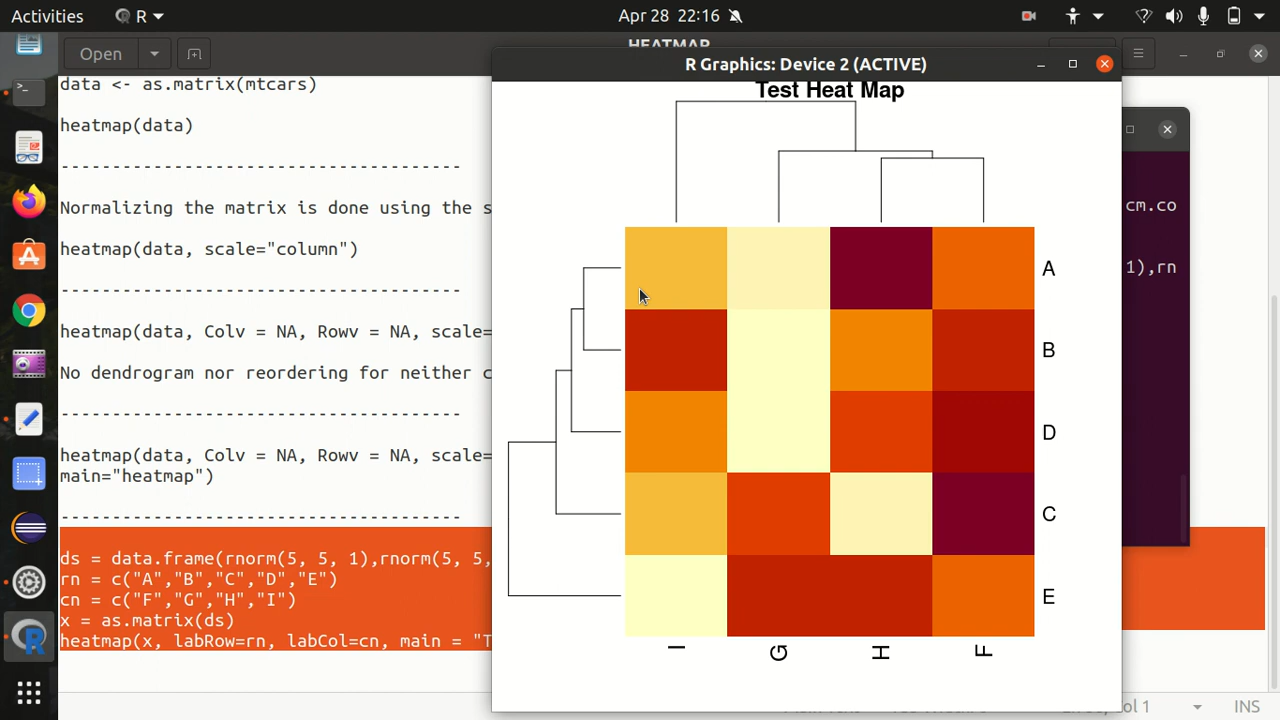 Activities R Apr 28 22:16
Open HEATMAP
R Graphics: Device 2 (ACTIVE)
data <- as.matrix(mtcars)
heatmap(data)
----------------------------------------
Normalizing the matrix is done using the s
heatmap(data, scale="column")
----------------------------------------
heatmap(data, Colv = NA, Rowv = NA, scale=
No dendrogram nor reordering for neither c
----------------------------------------
heatmap(data, Colv = NA, Rowv = NA, scale=
main="heatmap")
----------------------------------------
ds = data.frame(rnorm(5, 5, 1),rnorm(5, 5,
rn = c("A","B","C","D","E")
cn = c("F","G","H","I")
x = as.matrix(ds)
heatmap(x, labRow=rn, labCol=cn, main = "T
Test Heat Map
A
B
D
C
E
I G H F
cm.co
1),rn
ol 1 INS